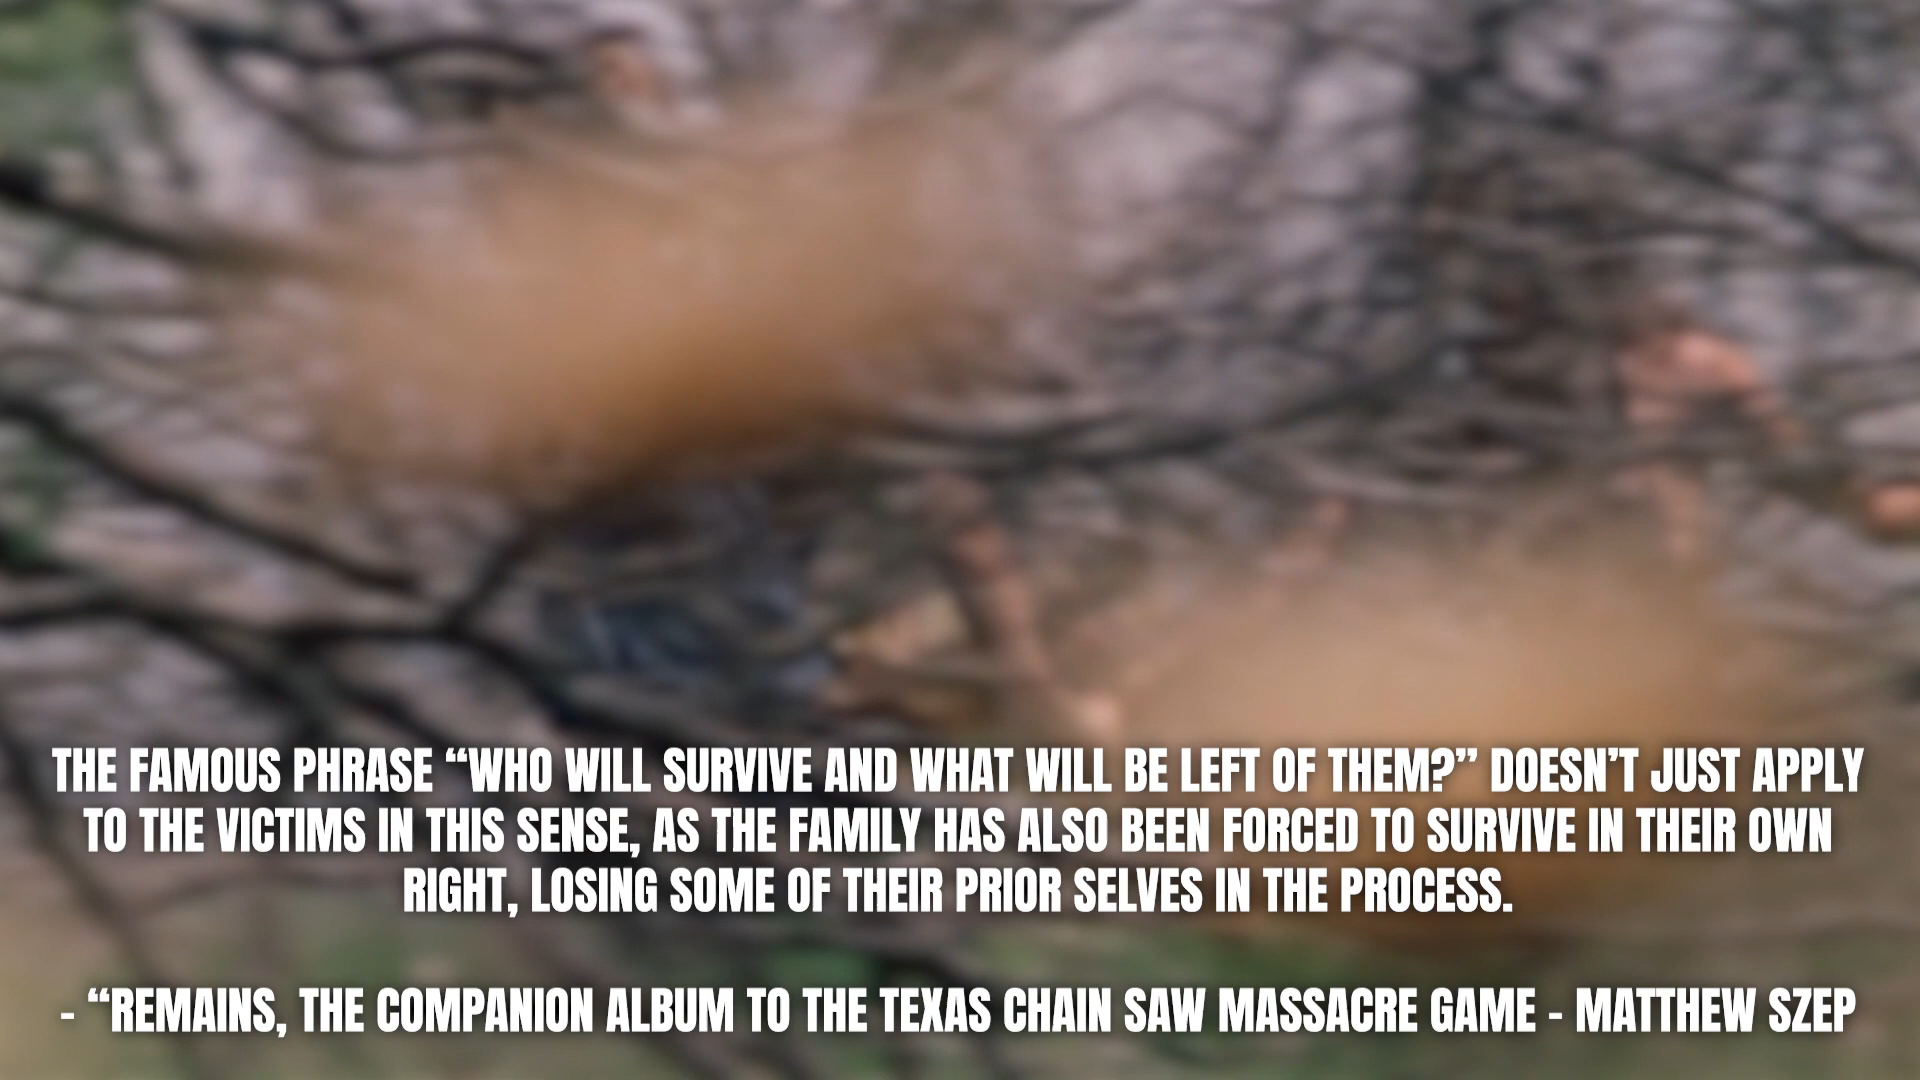 THE FAMOUS PHRASE “WHO WILL SURVIVE AND WHAT WILL BE LEFT OF THEM?” DOESN’T JUST APPLY
TO THE VICTIMS IN THIS SENSE, AS THE FAMILY HAS ALSO BEEN FORCED TO SURVIVE IN THEIR OWN
RIGHT, LOSING SOME OF THEIR PRIOR SELVES IN THE PROCESS.
- “REMAINS, THE COMPANION ALBUM TO THE TEXAS CHAIN SAW MASSACRE GAME - MATTHEW SZEP